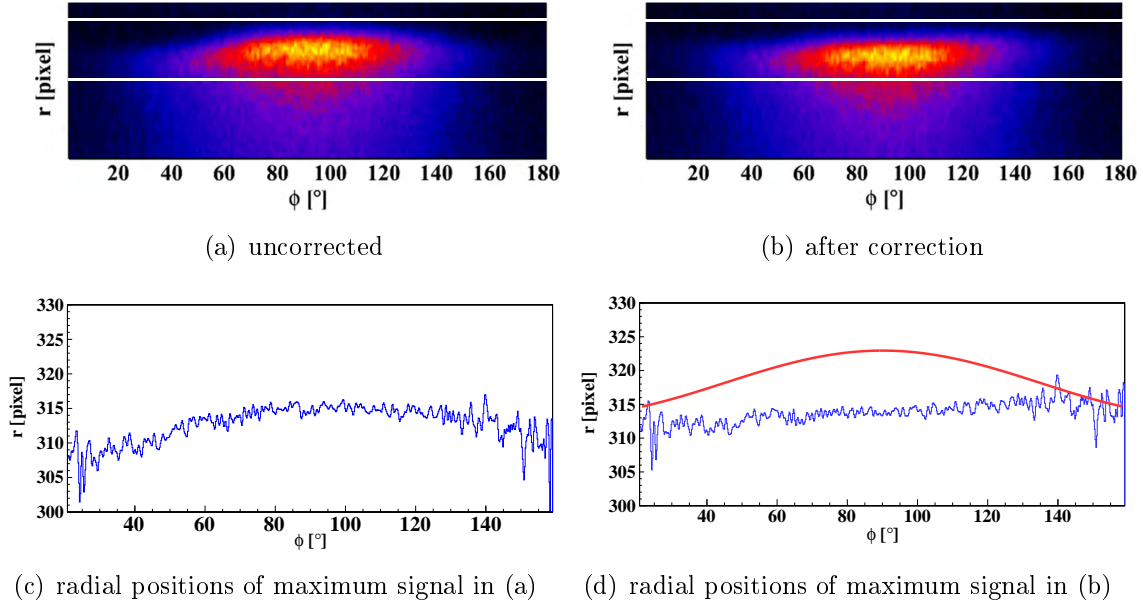 r [pixel]
20 40 60 80 100 120 140 160 180
ϕ [°]
(a) uncorrected
r [pixel]
20 40 60 80 100 120 140 160 180
ϕ [°]
(b) after correction
330
325
320
315
310
305
300
r [pixel]
40 60 80 100 120 140
ϕ [°]
(c) radial positions of maximum signal in (a)
330
325
320
315
310
305
300
r [pixel]
40 60 80 100 120 140
ϕ [°]
(d) radial positions of maximum signal in (b)